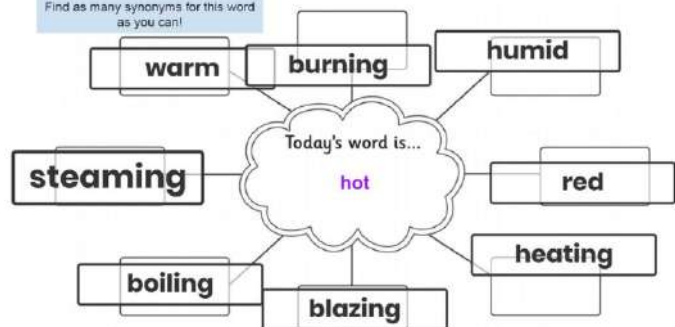 Find as many synonyms for this word
as you can!
warm
burning
humid
Today's word is...
hot
steaming
red
boiling
heating
blazing